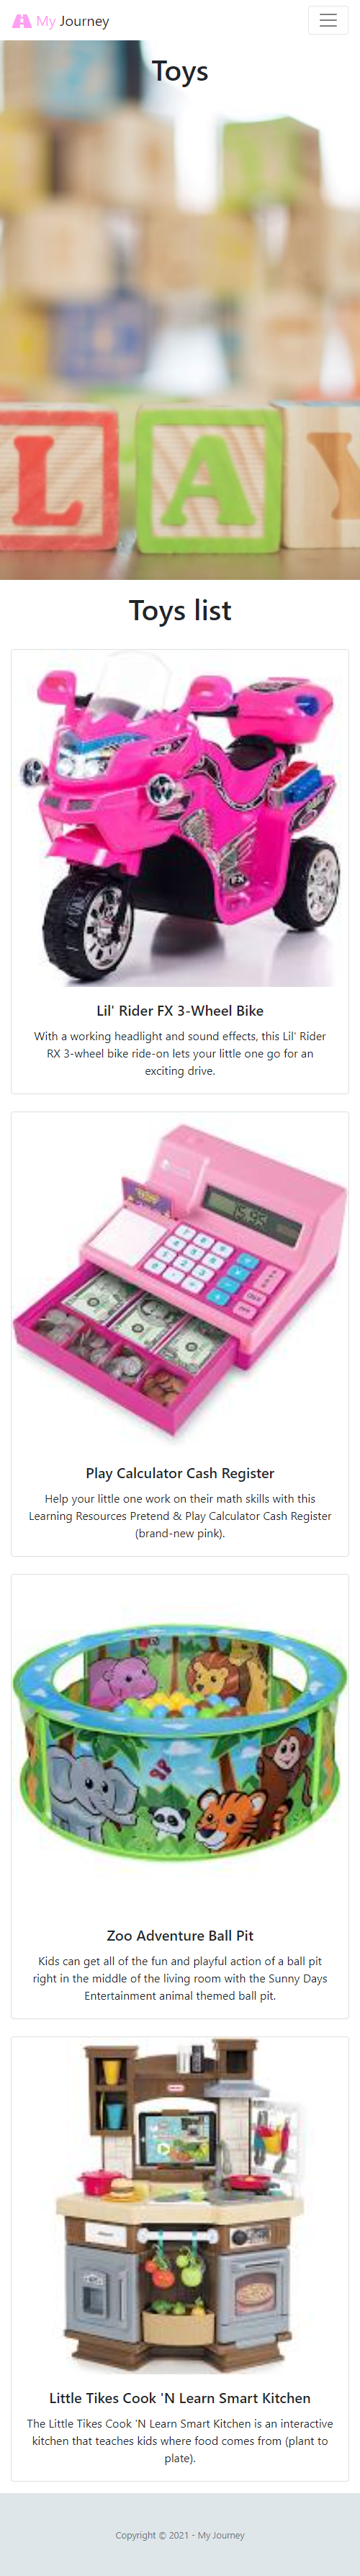 My Journey
Toys
L A Y
Toys list
Lil' Rider FX 3-Wheel Bike
With a working headlight and sound effects, this Lil' Rider
RX 3-wheel bike ride-on lets your little one go for an
exciting drive.
15.95
Play Calculator Cash Register
Help your little one work on their math skills with this
Learning Resources Pretend & Play Calculator Cash Register
(brand-new pink).
Zoo Adventure Ball Pit
Kids can get all of the fun and playful action of a ball pit
right in the middle of the living room with the Sunny Days
Entertainment animal themed ball pit.
Little Tikes Cook 'N Learn Smart Kitchen
The Little Tikes Cook 'N Learn Smart Kitchen is an interactive
kitchen that teaches kids where food comes from (plant to
plate).
Copyright © 2021 - My Journey